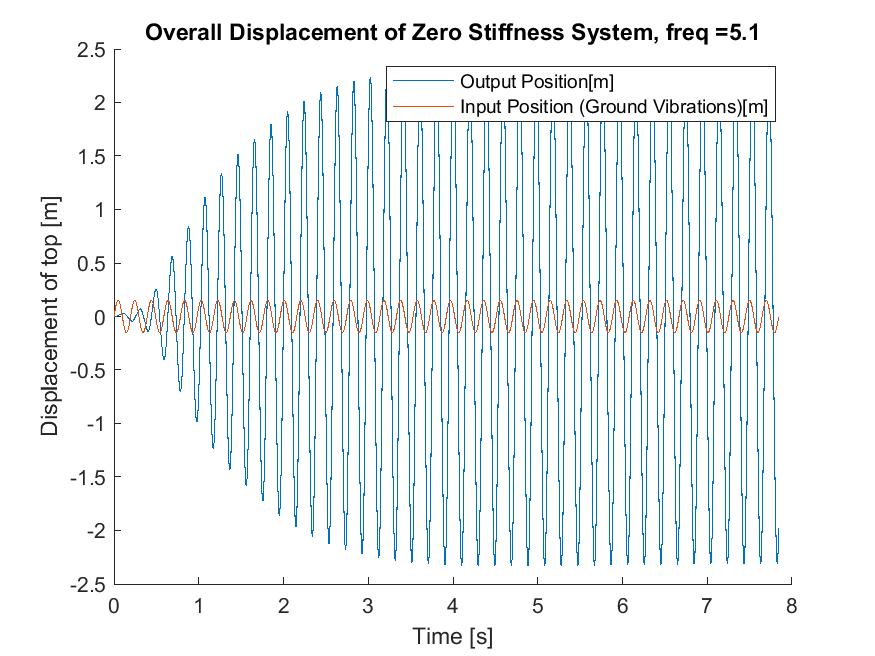 Overall Displacement of Zero Stiffness System, freq =5.1
Output Position[m]
Input Position (Ground Vibrations)[m]
Displacement of top [m]
2.5
2
1.5
1
0.5
0
-0.5
-1
-1.5
-2
-2.5
0 1 2 3 4 5 6 7 8
Time [s]